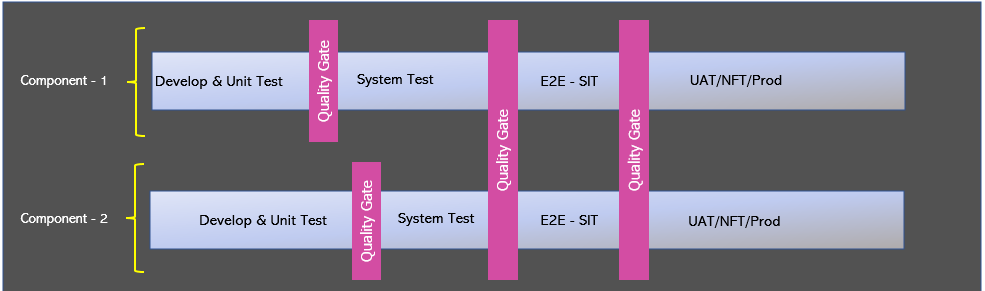 Component - 1
Develop & Unit Test
Quality Gate
System Test
Quality Gate
E2E - SIT
Quality Gate
UAT/NFT/Prod
Component - 2
Develop & Unit Test
Quality Gate
System Test
E2E - SIT
UAT/NFT/Prod